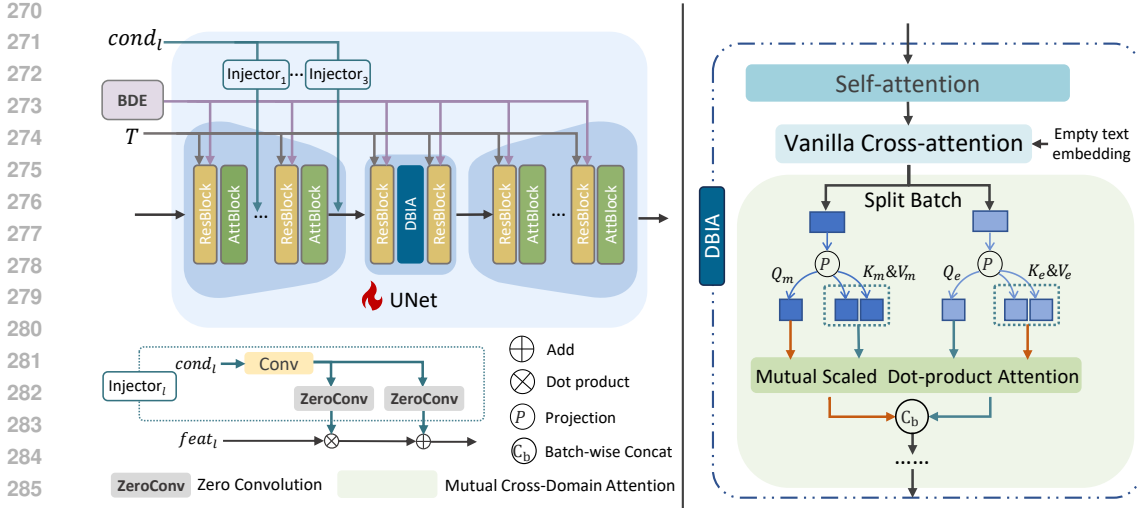 270
271
272
273
274
275
276
277
278
279
280
281
282
283
284
285
cond_l
Injector_1 ... Injector_3
BDE
T
ResBlock AttBlock ... ResBlock AttBlock ResBlock DBIA ResBlock ResBlock AttBlock ... ResBlock AttBlock
UNet
Injector_l
cond_l Conv
ZeroConv ZeroConv
feat_l
Add
Dot product
P Projection
C_b Batch-wise Concat
ZeroConv Zero Convolution Mutual Cross-Domain Attention
DBIA
Self-attention
Vanilla Cross-attention
Empty text
embedding
Split Batch
P P
Q_m K_m&V_m Q_e K_e&V_e
Mutual Scaled Dot-product Attention
C_b
......